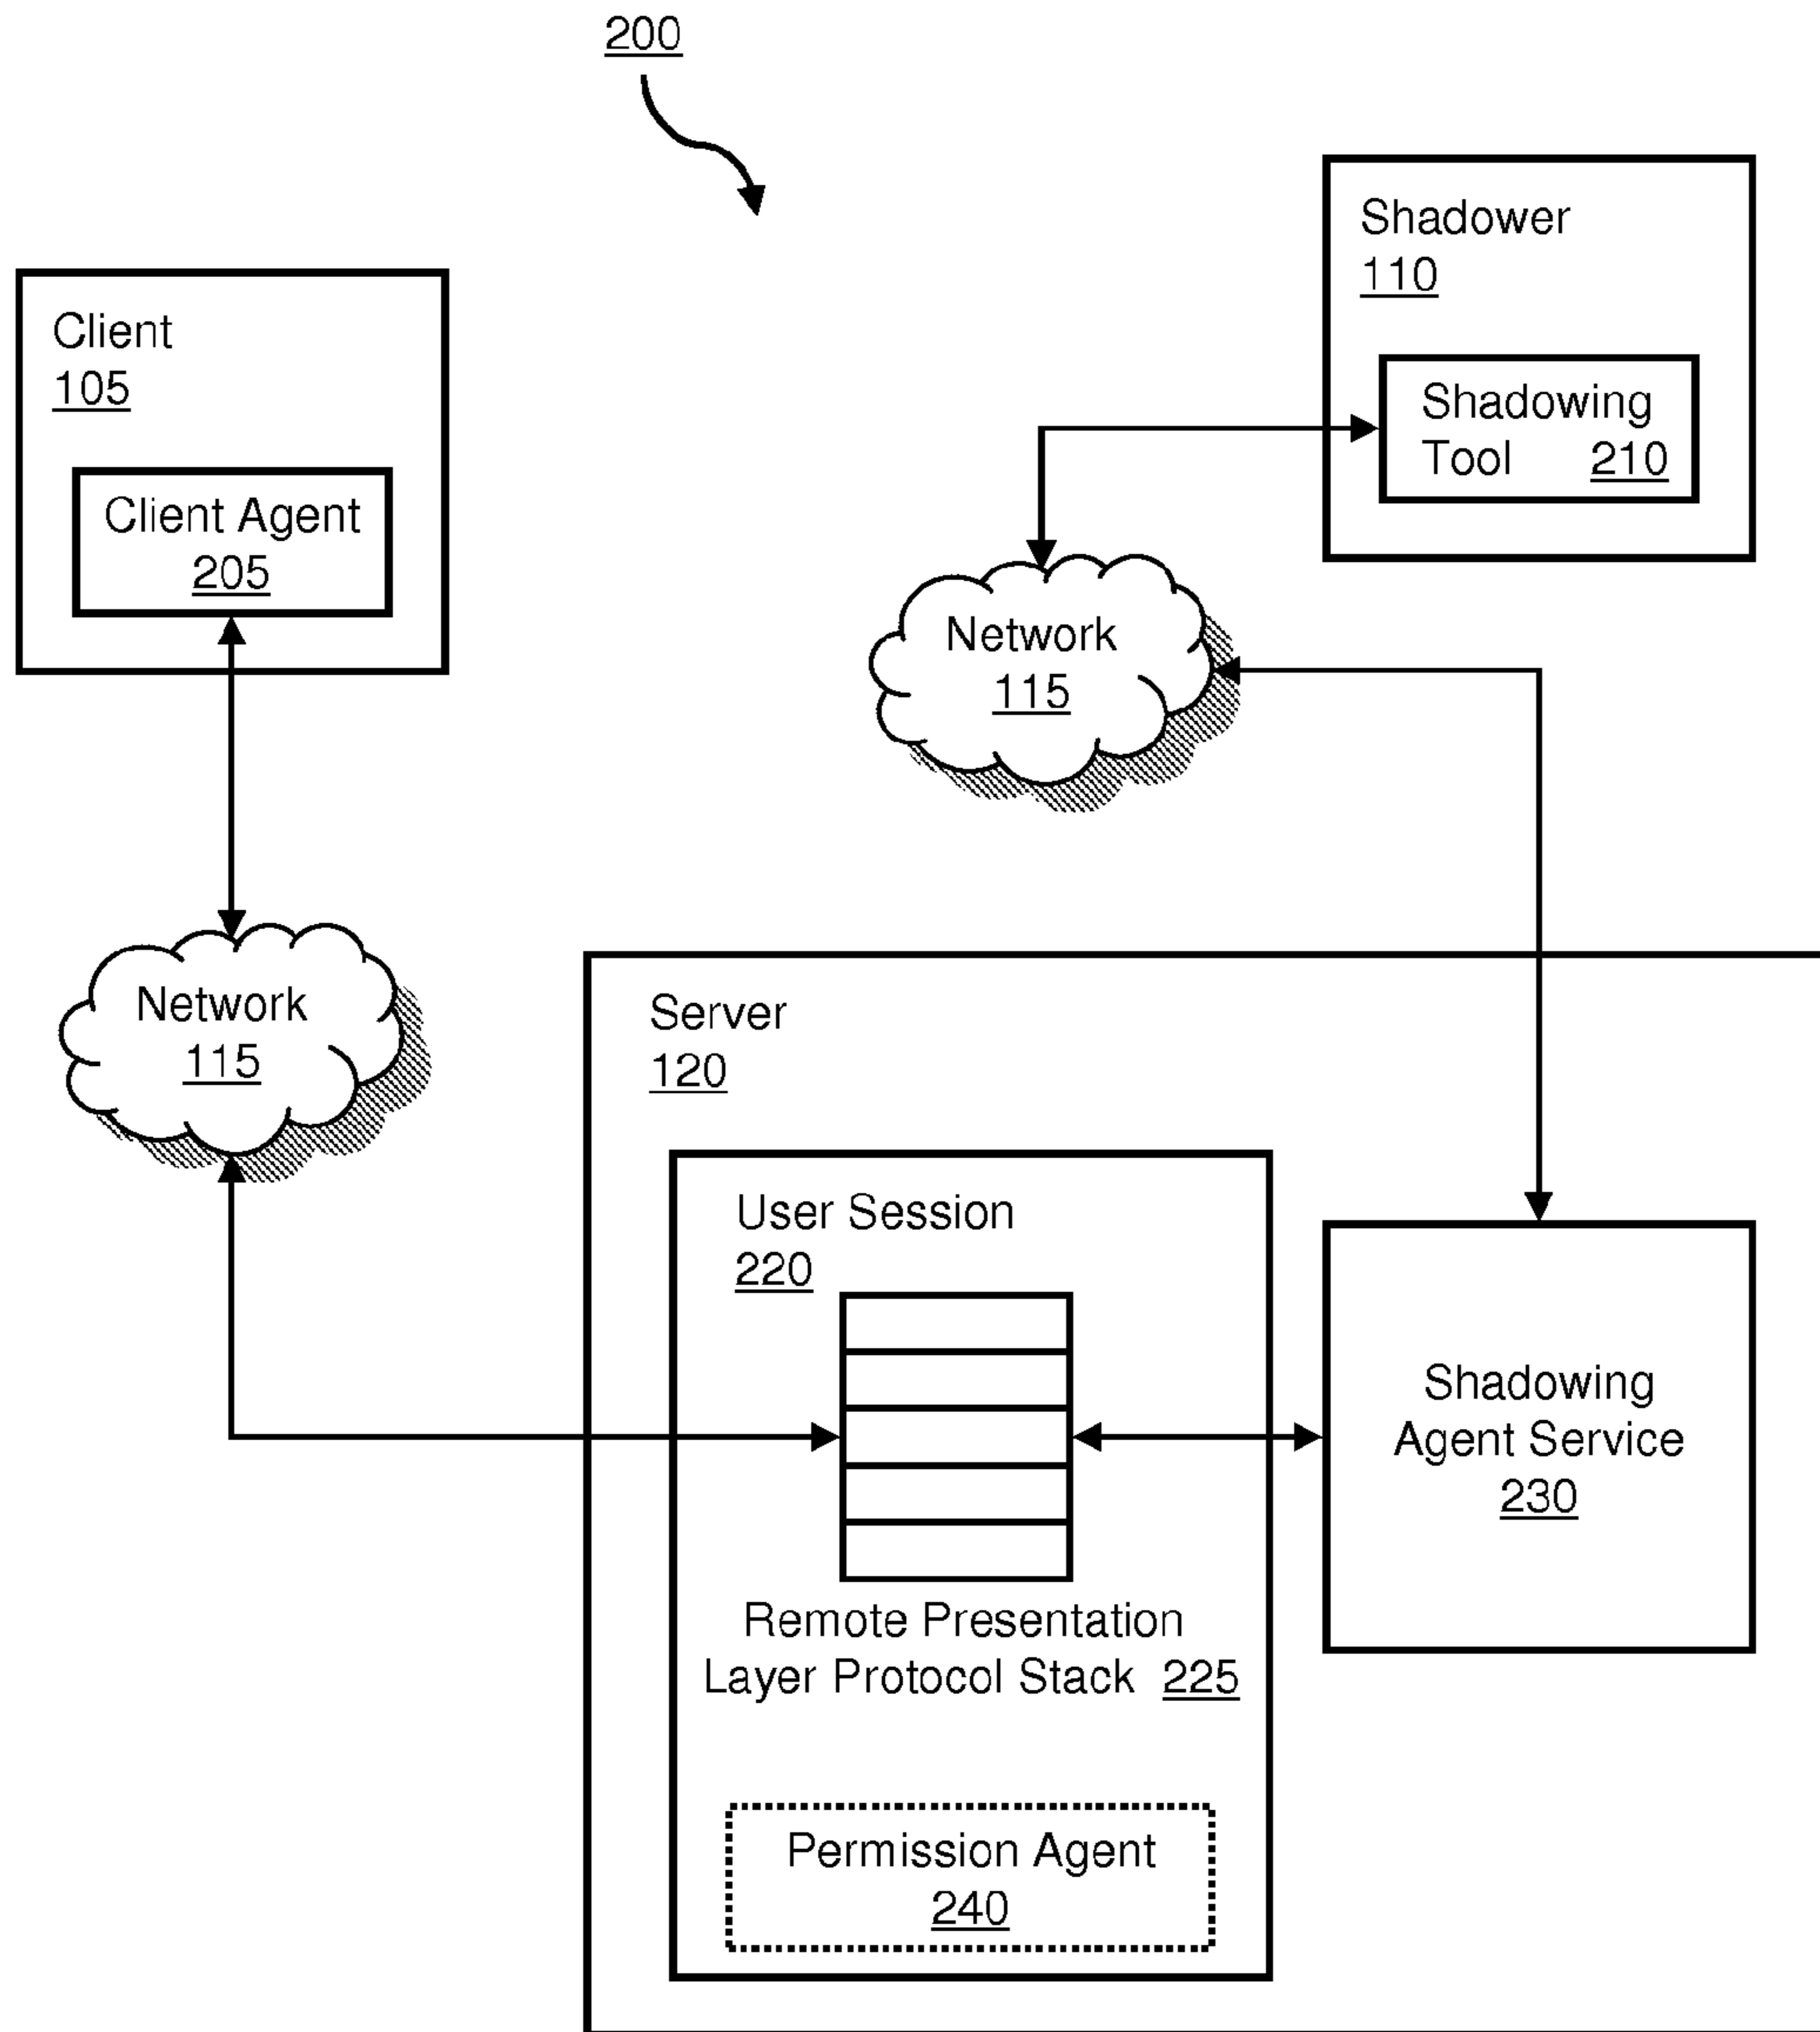 200
Shadower
110
Shadowing
Tool 210
Client
105
Client Agent
205
Network
115
Network
115
Server
120
User Session
220
Remote Presentation
Layer Protocol Stack 225
Shadowing
Agent Service
230
Permission Agent
240